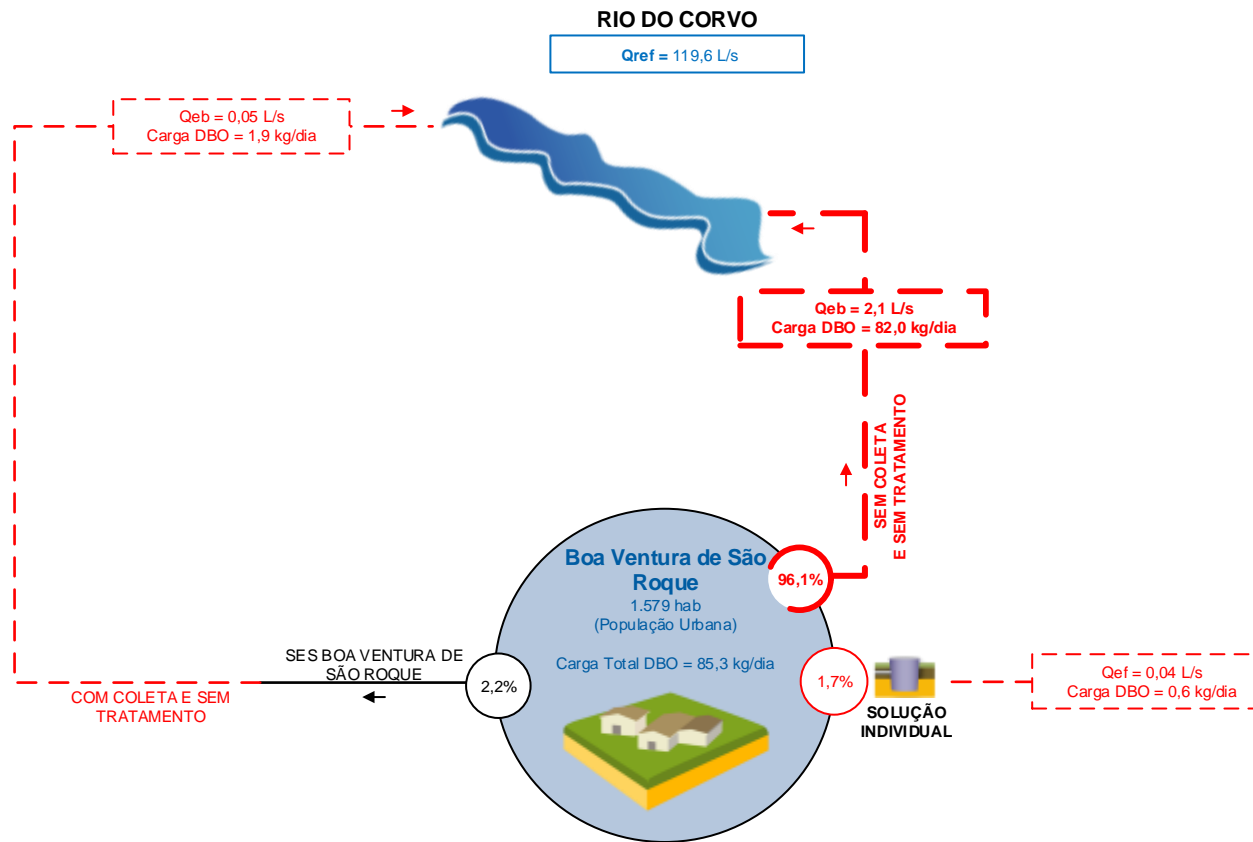 RIO DO CORVO
Qref = 119,6 L/s
Qeb = 0,05 L/s
Carga DBO = 1,9 kg/dia
Qeb = 2,1 L/s
Carga DBO = 82,0 kg/dia
SEM COLETA
E SEM TRATAMENTO
Boa Ventura de São
Roque
1.579 hab
(População Urbana)
Carga Total DBO = 85,3 kg/dia
96,1%
SES BOA VENTURA DE
SÃO ROQUE
2,2%
COM COLETA E SEM
TRATAMENTO
1,7%
SOLUÇÃO
INDIVIDUAL
Qef = 0,04 L/s
Carga DBO = 0,6 kg/dia